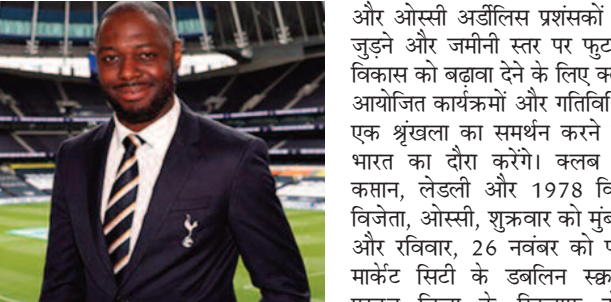 और ओस्सी अर्डीलिस प्रशंसकों
जुड़ने और जमीनी स्तर पर
विकास को बढ़ावा देने के लिए
आयोजित कार्यक्रमों और
एक श्रृंखला का समर्थन करने
भारत का दौरा करेंगे। क्लब
कप्तान, लेडली और 1978
विजेता, ओस्सी, शुक्रवार को
और रविवार, 26 नवंबर को
मार्केट सिटी के डबलिन